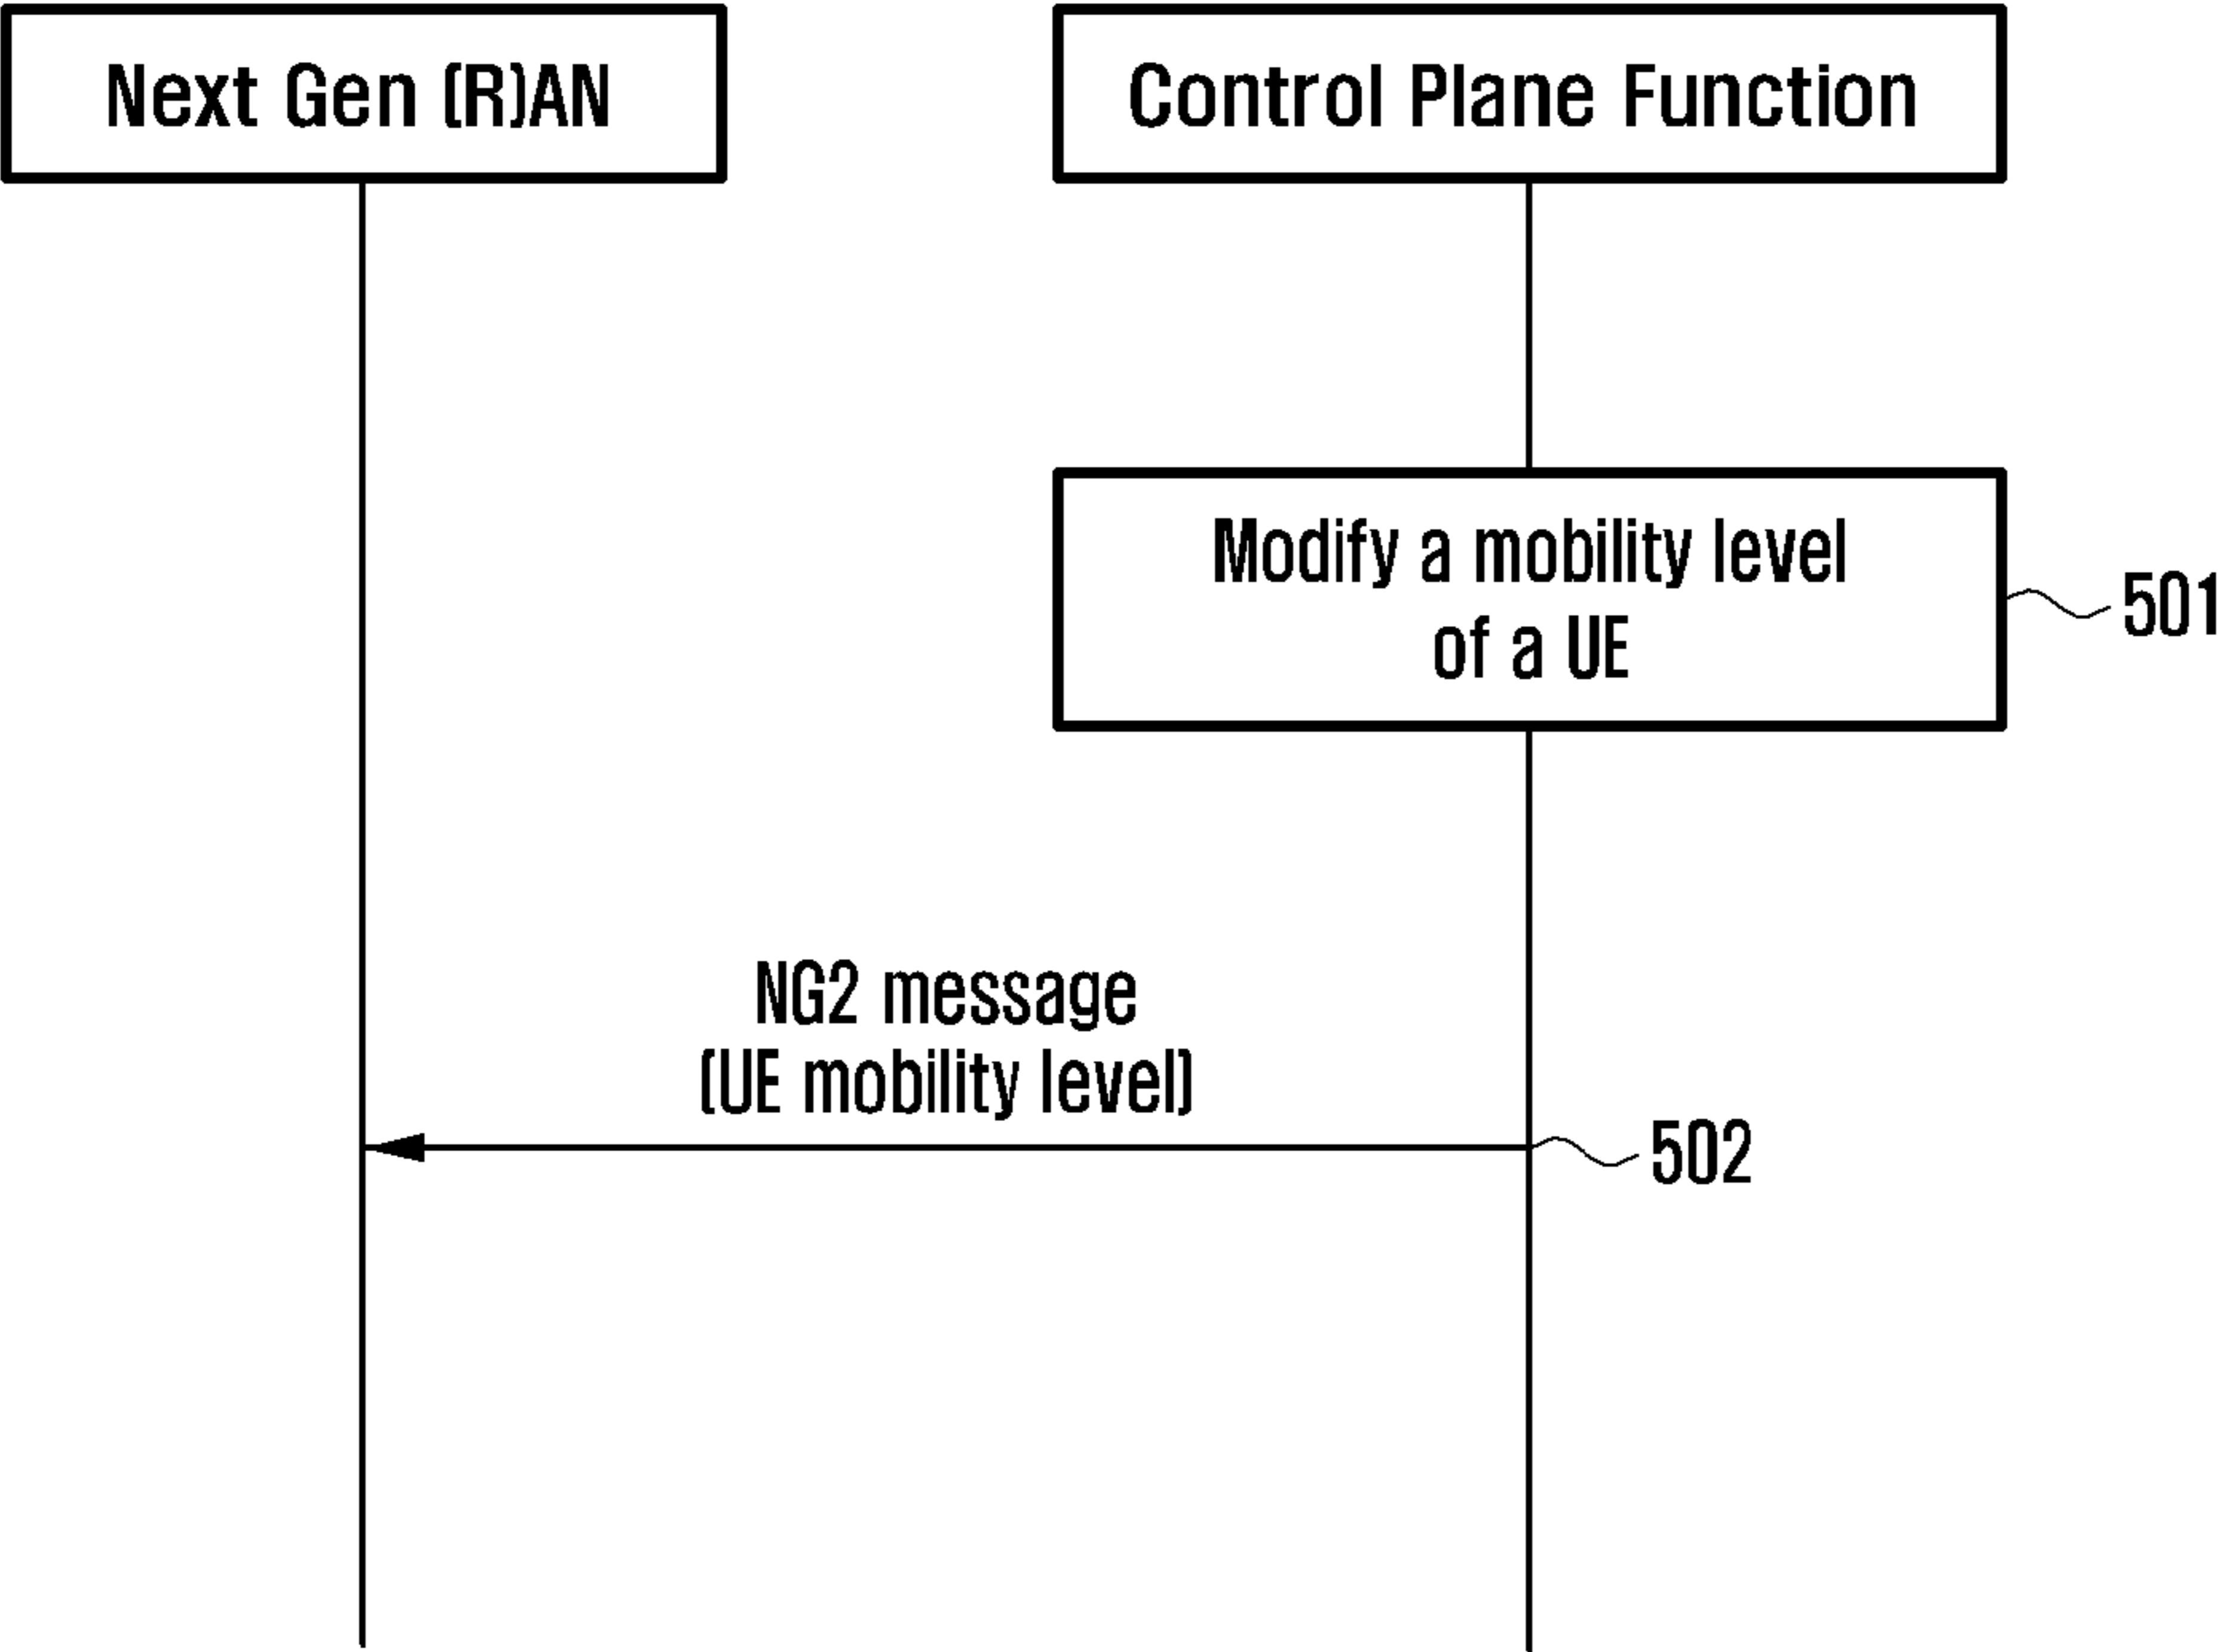 Next Gen (R)AN
Control Plane Function
Modify a mobility level
of a UE
501
NG2 message
(UE mobility level)
502